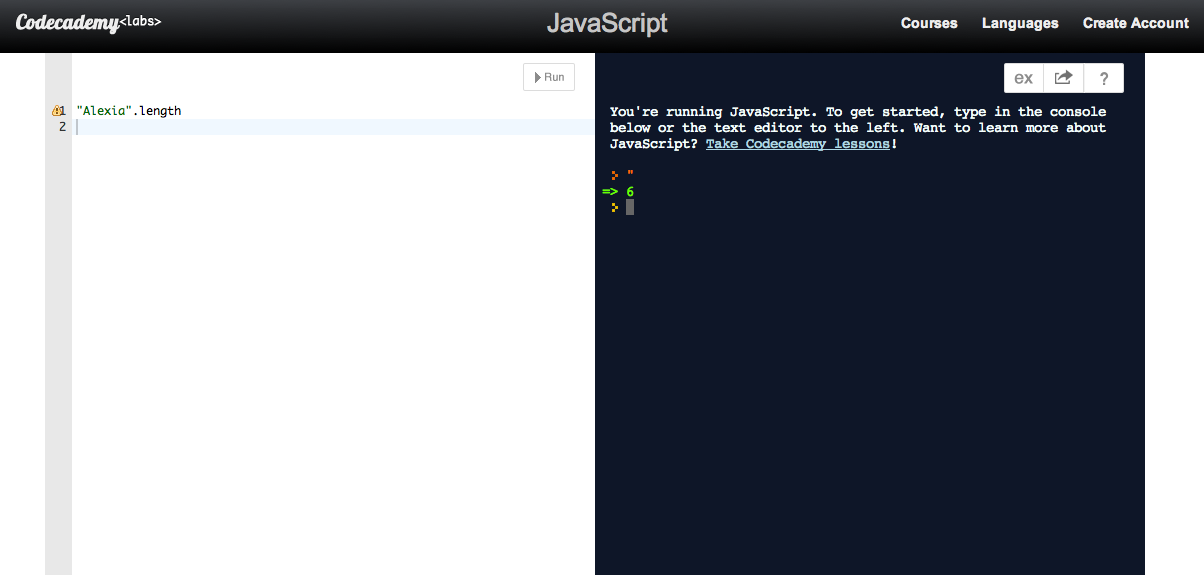 Codecademy<labs>
JavaScript
Courses Languages Create Account
Run
1 "Alexia".length
2
ex ?
You're running JavaScript. To get started, type in the console
below or the text editor to the left. Want to learn more about
JavaScript? Take Codecademy lessons!
"
=> 6